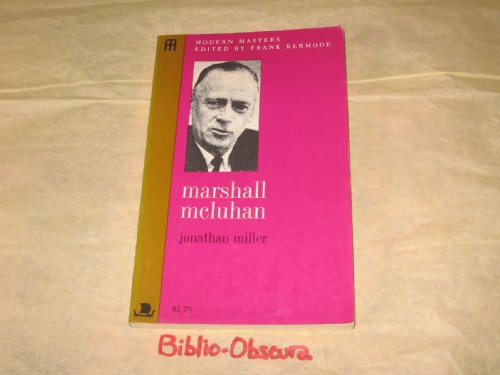 MODERN MASTERS
EDITED BY FRANK KERMODE
marshall
mcluhan
jonathan miller
$1.75
Biblio-Obscura